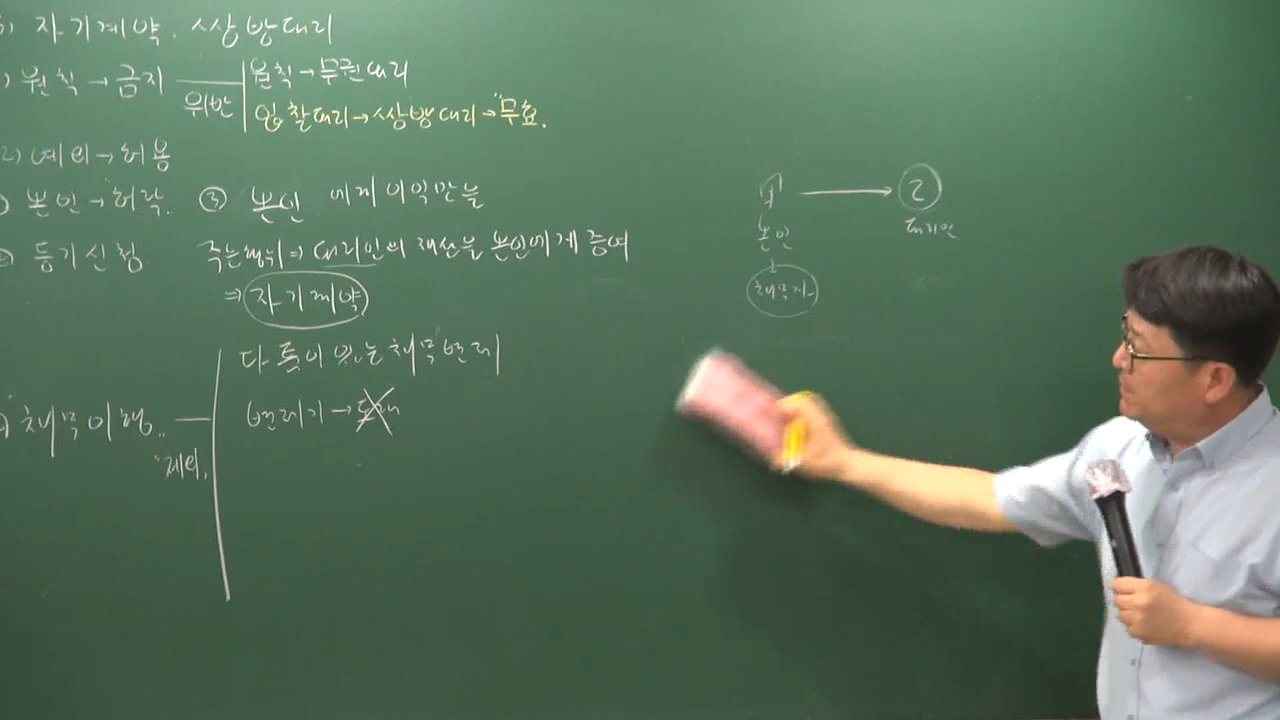 ) 자기계약. 쌍방대리
) 원칙→금지 위반 원칙→무권대리
입찰대리→쌍방대리→"무효.
2) 예외→허용
) 본인→"허락. ③ 본인에게 이익만을
② 등기신청 주는행위⇒대리인의 재산을 본인에게 증여
⇒ 자기계약
다툼이 있는 채무 변제
" 채무이행.. 변제기→
"제외.
甲 → 乙
본인 대리인
채무자